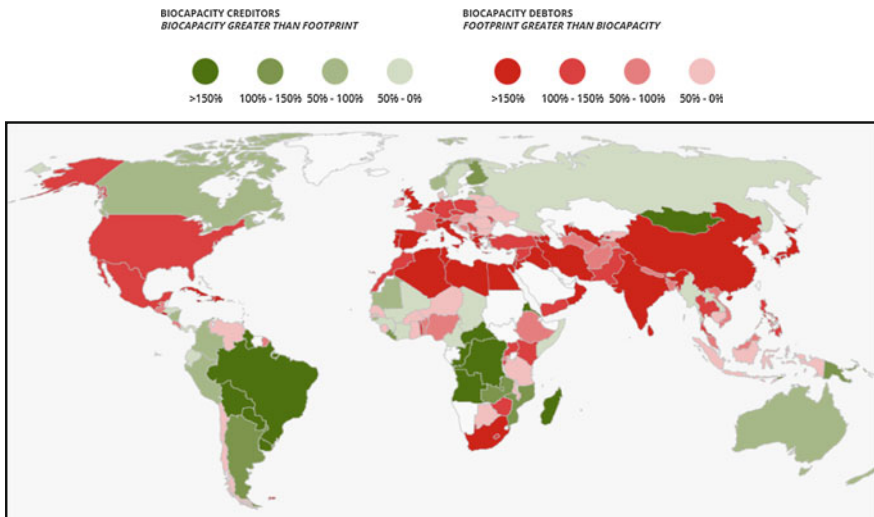 BIOCAPACITY CREDITORS
BIOCAPACITY GREATER THAN FOOTPRINT
>150%
100% - 150%
50% - 100%
50% - 0%
BIOCAPACITY DEBTORS
FOOTPRINT GREATER THAN BIOCAPACITY
>150%
100% - 150%
50% - 100%
50% - 0%